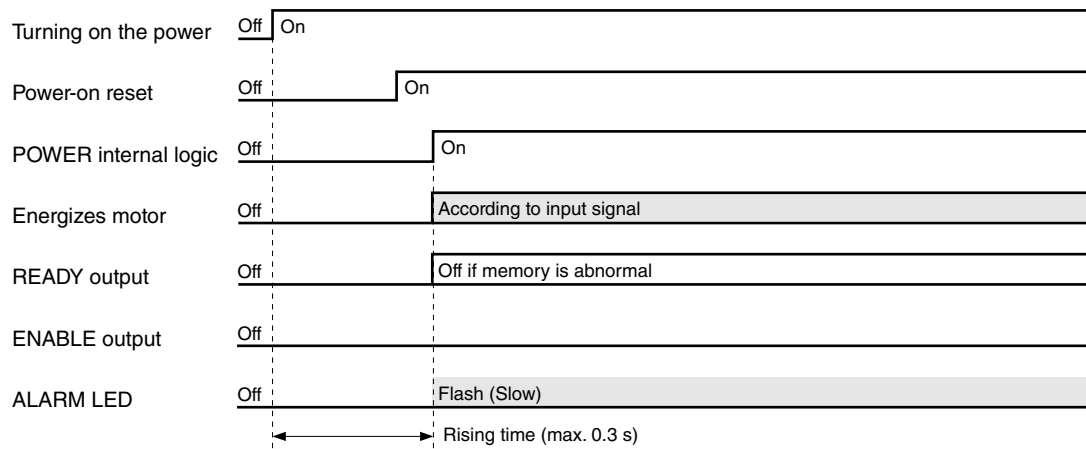 Turning on the power Off On
Power-on reset Off On
POWER internal logic Off On
Energizes motor Off According to input signal
READY output Off Off if memory is abnormal
ENABLE output Off
ALARM LED Off Flash (Slow)
Rising time (max. 0.3 s)